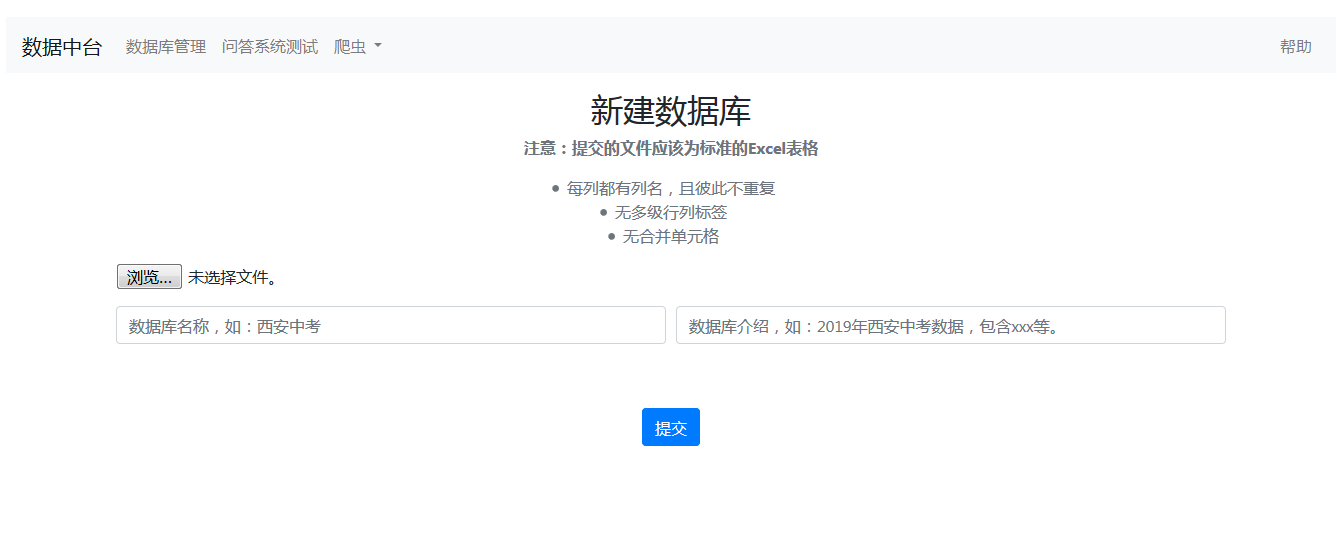 数据中台 数据库管理 问答系统测试 爬虫 帮助
新建数据库
注意：提交的文件应该为标准的Excel表格
每列都有列名，且彼此不重复
无多级行列标签
无合并单元格
浏览... 未选择文件。
数据库名称，如：西安中考 数据库介绍，如：2019年西安中考数据，包含xxx等。
提交